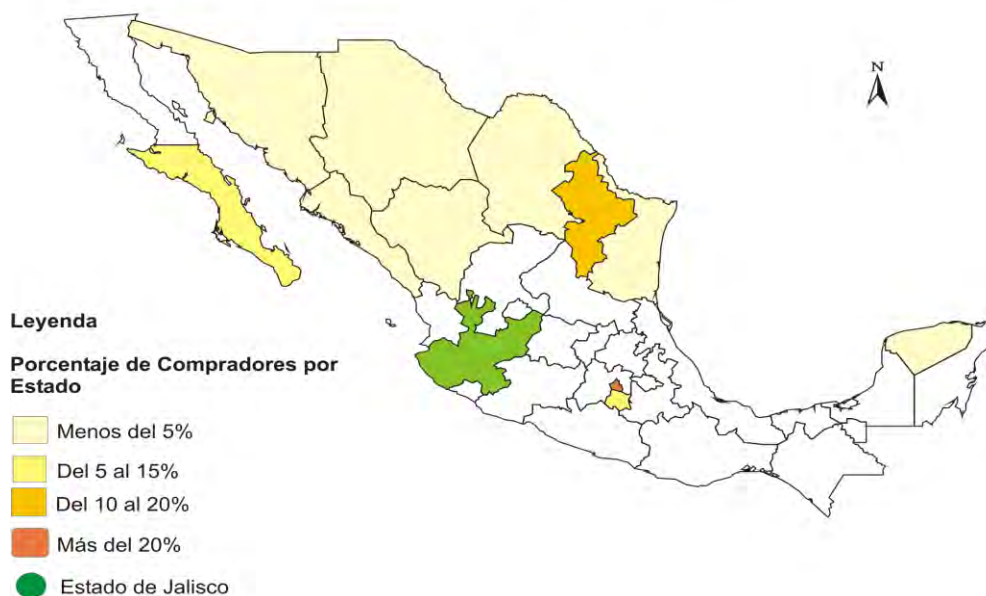 N
Leyenda
Porcentaje de Compradores por
Estado
Menos del 5%
Del 5 al 15%
Del 10 al 20%
Más del 20%
Estado de Jalisco